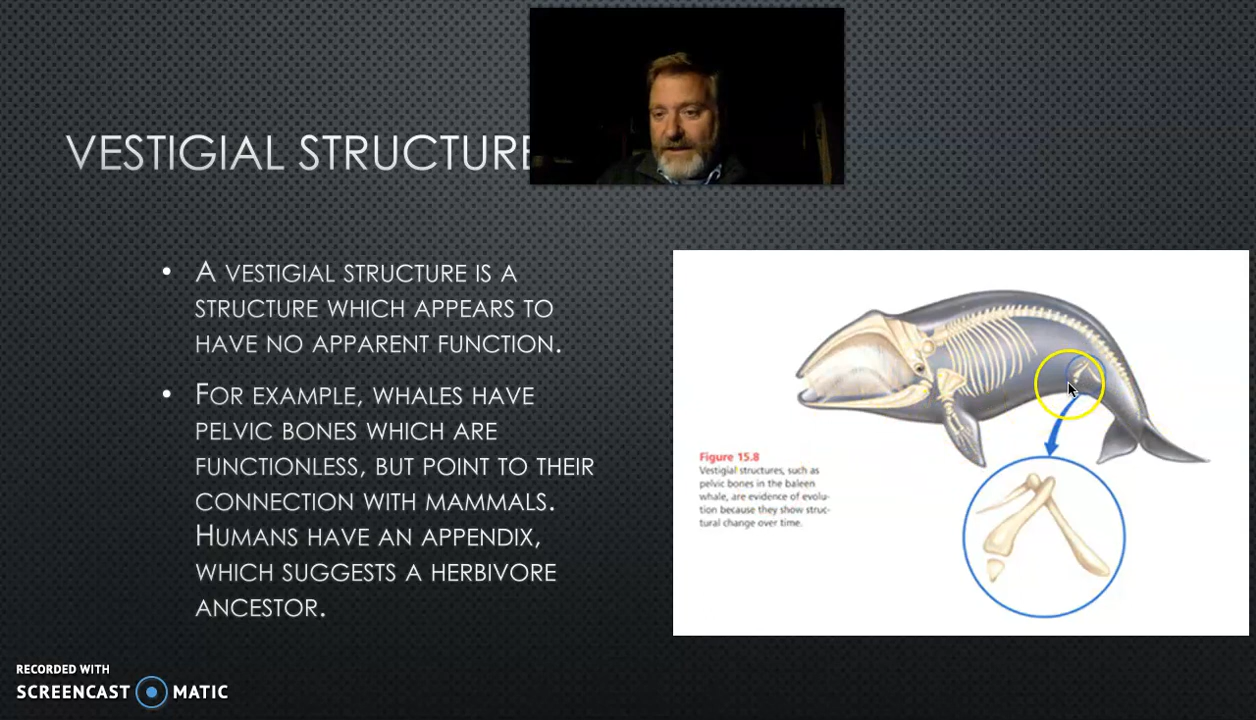 VESTIGIAL STRUCTURE
• A VESTIGIAL STRUCTURE IS A
STRUCTURE WHICH APPEARS TO
HAVE NO APPARENT FUNCTION.
• FOR EXAMPLE, WHALES HAVE
PELVIC BONES WHICH ARE
FUNCTIONLESS, BUT POINT TO THEIR
CONNECTION WITH MAMMALS.
HUMANS HAVE AN APPENDIX,
WHICH SUGGESTS A HERBIVORE
ANCESTOR.
Figure 15.8
Vestigial structures, such as
pelvic bones in the baleen
whale, are evidence of evolu-
tion because they show struc-
tural change over time.
RECORDED WITH
SCREENCAST MATIC